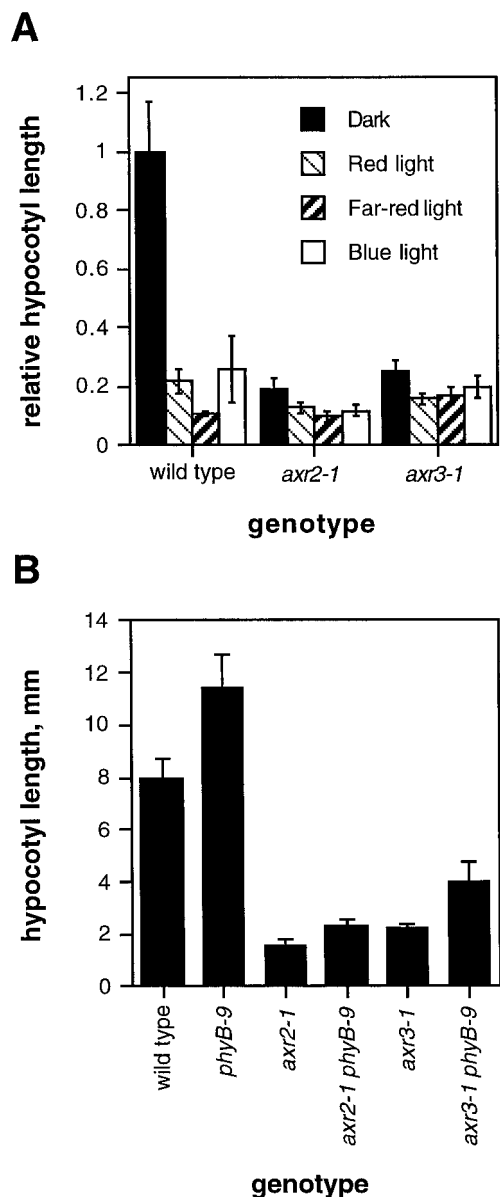 A
relative hypocotyl length
1.2
1
0.8
0.6
0.4
0.2
0
Dark
Red light
Far-red light
Blue light
wild type
axr2-1
axr3-1
genotype
B
hypocotyl length, mm
14
12
10
8
6
4
2
0
wild type
phyB-9
axr2-1
axr2-1 phyB-9
axr3-1
axr3-1 phyB-9
genotype